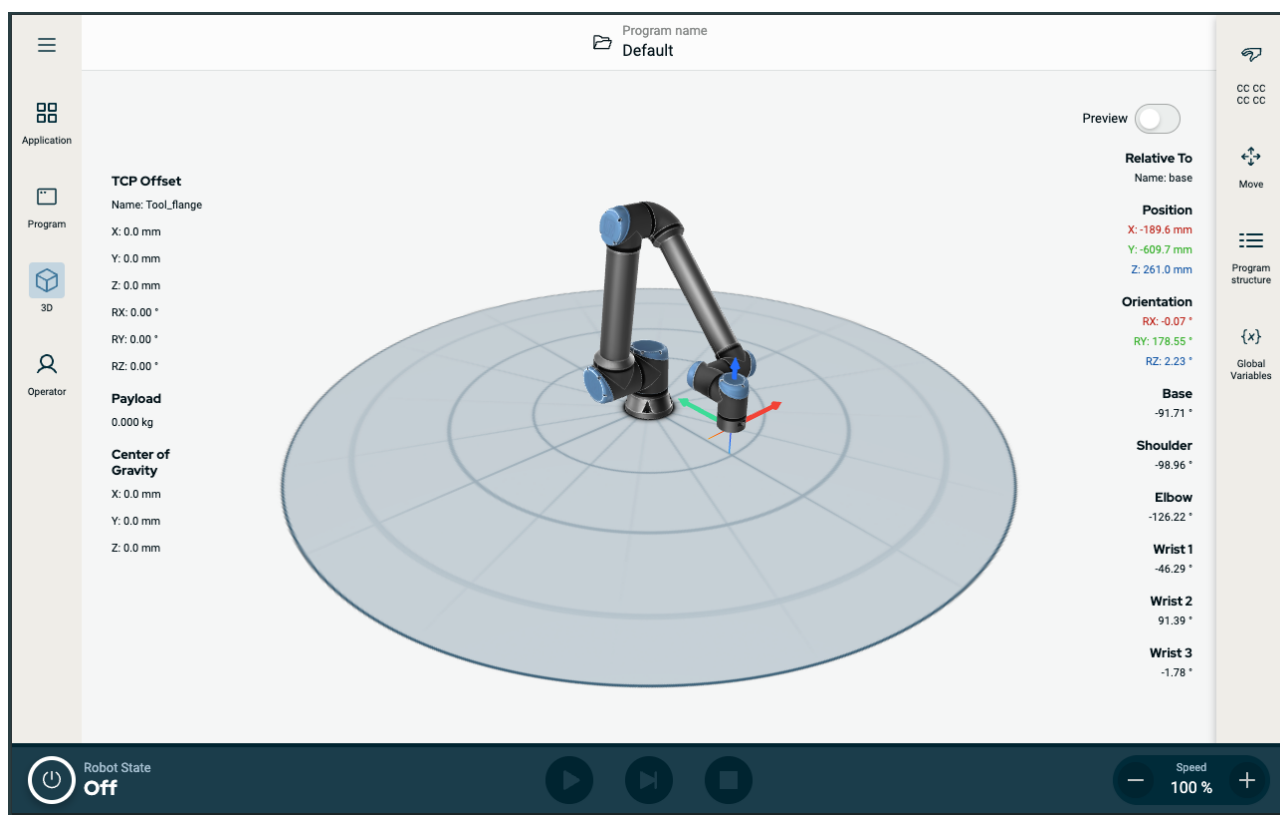 Program name
Default
Application
Program
3D
Operator
TCP Offset
Name: Tool_flange
X: 0.0 mm
Y: 0.0 mm
Z: 0.0 mm
RX: 0.00 °
RY: 0.00 °
RZ: 0.00 °
Payload
0.000 kg
Center of
Gravity
X: 0.0 mm
Y: 0.0 mm
Z: 0.0 mm
Preview
Relative To
Name: base
Position
X: -189.6 mm
Y: -609.7 mm
Z: 261.0 mm
Orientation
RX: -0.07 °
RY: 178.55 °
RZ: 2.23 °
Base
-91.71 °
Shoulder
-98.96 °
Elbow
-126.22 °
Wrist 1
-46.29 °
Wrist 2
91.39 °
Wrist 3
-1.78 °
CC CC
CC CC
Move
Program
structure
{x}
Global
Variables
Robot State
Off
Speed
100 %